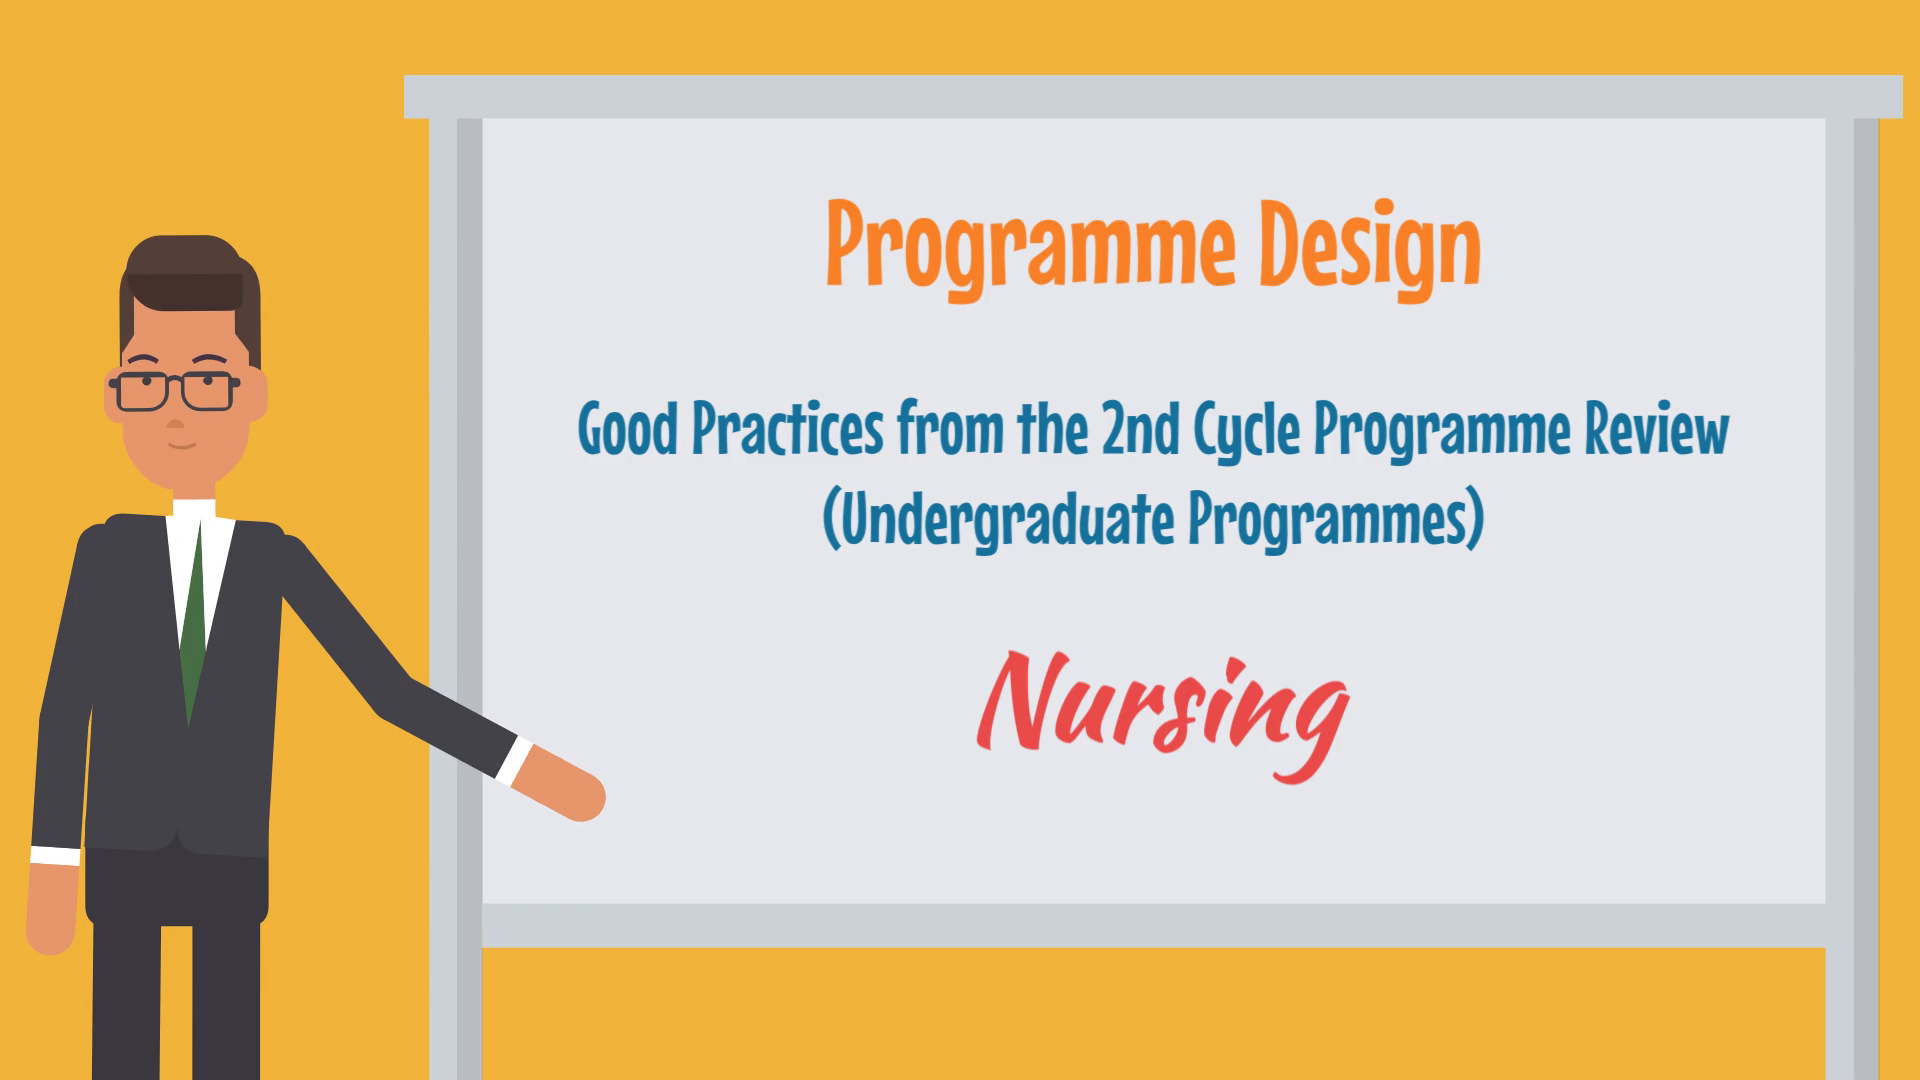 Programme Design
Good Practices from the 2nd Cycle Programme Review
(Undergraduate Programmes)
Nursing